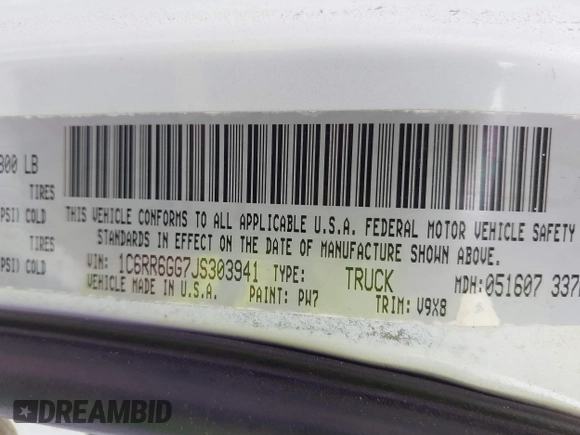 800 LB
TIRES
PSI) COLD
TIRES
PSI) COLD
THIS VEHICLE CONFORMS TO ALL APPLICABLE U.S.A. FEDERAL MOTOR VEHICLE SAFETY
STANDARDS IN EFFECT ON THE DATE OF MANUFACTURE SHOWN ABOVE.
VIN: 1C6RR6GG7JS303941 TYPE: TRUCK MDH:051607 337
VEHICLE MADE IN U.S.A. PAINT: PW7 TRIM: V9X8
DREAMBID